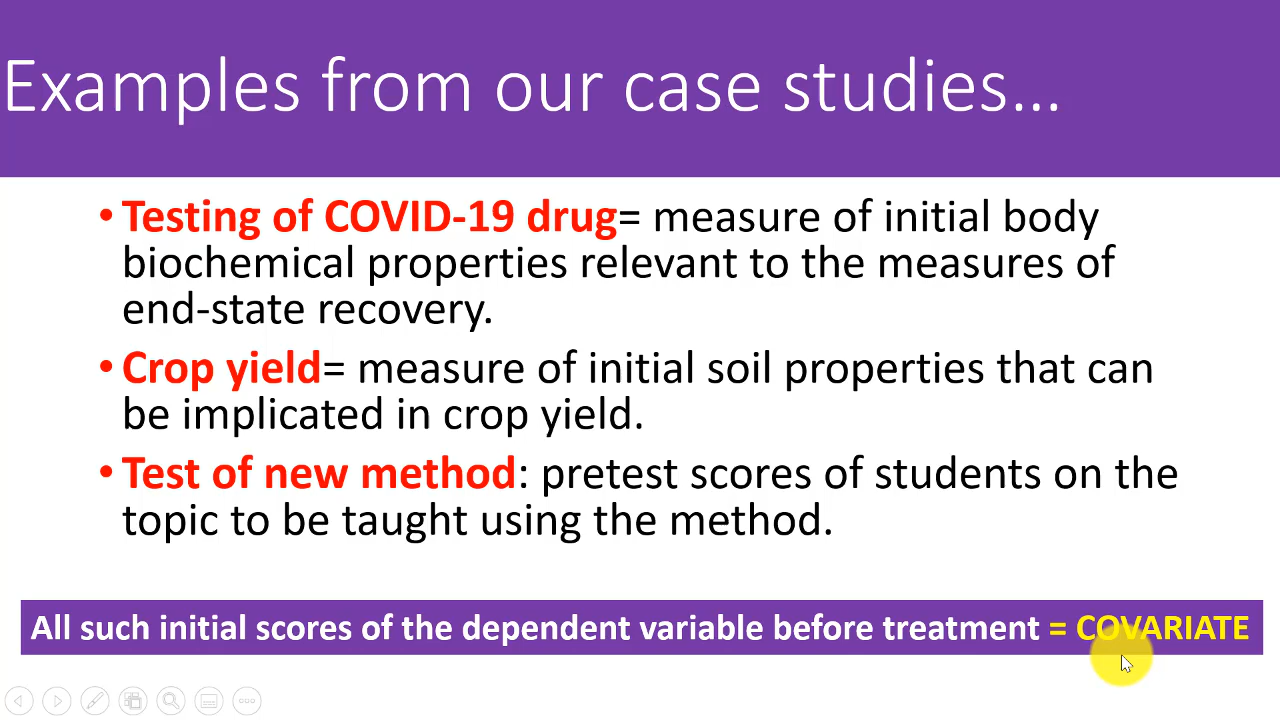 Examples from our case studies...
• Testing of COVID-19 drug= measure of initial body
biochemical properties relevant to the measures of
end-state recovery.
• Crop yield= measure of initial soil properties that can
be implicated in crop yield.
• Test of new method: pretest scores of students on the
topic to be taught using the method.
All such initial scores of the dependent variable before treatment = COVARIATE